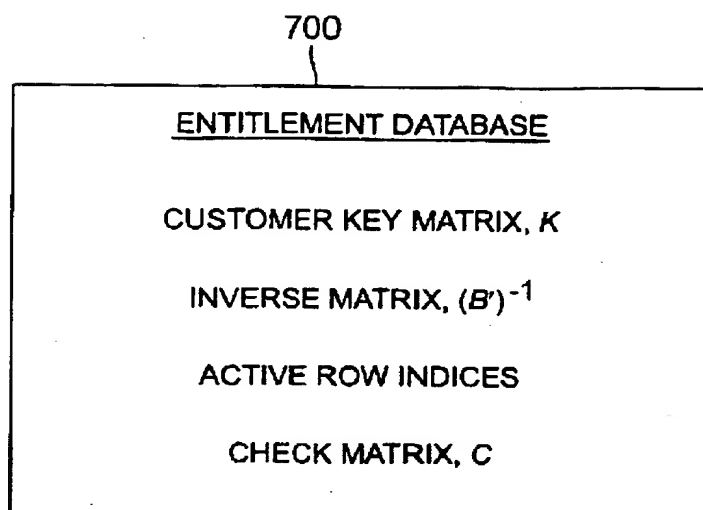 700
ENTITLEMENT DATABASE
CUSTOMER KEY MATRIX, K
INVERSE MATRIX, (B')⁻¹
ACTIVE ROW INDICES
CHECK MATRIX, C